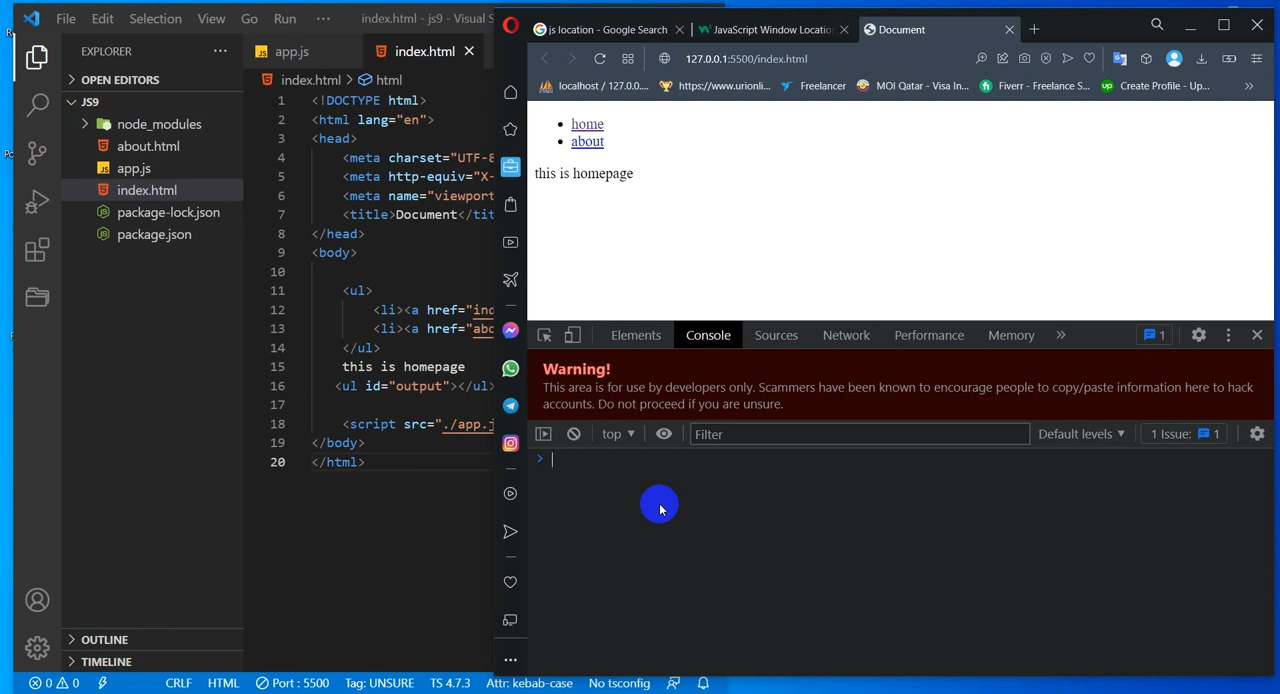 File Edit Selection View Go Run ··· index.html - js9 - Visual S
EXPLORER ···
OPEN EDITORS
JS9
node_modules
about.html
JS app.js
index.html
package-lock.json
package.json
OUTLINE
TIMELINE
JS app.js index.html
index.html > html
1 <!DOCTYPE html>
2 <html lang="en">
3 <head>
4 <meta charset="UTF-8
5 <meta http-equiv="X-
6 <meta name="viewport
7 <title>Document</tit
8 </head>
9 <body>
10
11 <ul>
12 <li><a href="ind
13 <li><a href="abo
14 </ul>
15 this is homepage
16 <ul id="output"></ul>
17
18 <script src="./app.j
19 </body>
20 </html>
js location - Google Search JavaScript Window Locatio Document
127.0.0.1:5500/index.html
localhost / 127.0.0.... https://www.urionli... Freelancer MOI Qatar - Visa In... Fiverr - Freelance S... up Create Profile - Up... »
home
about
this is homepage
Elements Console Sources Network Performance Memory » 1
Warning!
This area is for use by developers only. Scammers have been known to encourage people to copy/paste information here to hack
accounts. Do not proceed if you are unsure.
top Filter Default levels 1 Issue: 1
>
0 0 CRLF HTML Port : 5500 Tag: UNSURE TS 4.7.3 Attr: kebab-case No tsconfig